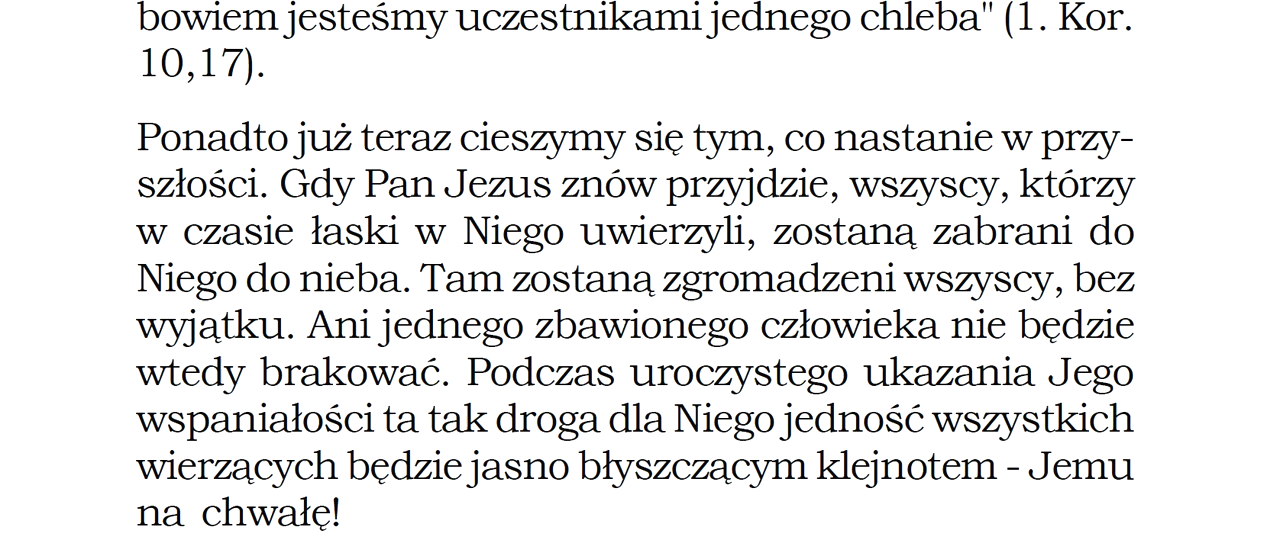 bowiem jesteśmy uczestnikami jednego chleba" (1. Kor.
10,17).
Ponadto już teraz cieszymy się tym, co nastanie w przy-
szłości. Gdy Pan Jezus znów przyjdzie, wszyscy, którzy
w czasie łaski w Niego uwierzyli, zostaną zabrani do
Niego do nieba. Tam zostaną zgromadzeni wszyscy, bez
wyjątku. Ani jednego zbawionego człowieka nie będzie
wtedy brakować. Podczas uroczystego ukazania Jego
wspaniałości ta tak droga dla Niego jedność wszystkich
wierzących będzie jasno błyszczącym klejnotem - Jemu
na chwałę!